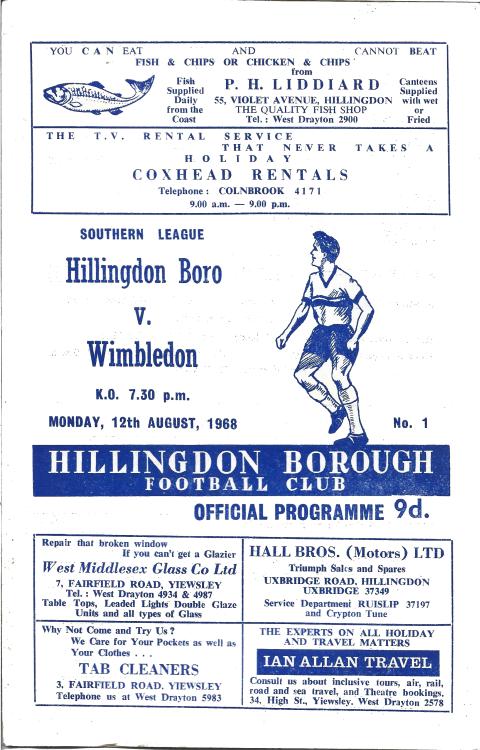 YOU CAN EAT AND CANNOT BEAT
FISH & CHIPS OR CHICKEN & CHIPS
from
P. H. LIDDIARD
55, VIOLET AVENUE, HILLINGDON
THE QUALITY FISH SHOP
Tel. : West Drayton 2900
Fish
Supplied
Daily
from the
Coast
Canteens
Supplied
with wet
or
Fried
THE T.V. RENTAL SERVICE
THAT NEVER TAKES A
HOLIDAY
COXHEAD RENTALS
Telephone : COLNBROOK 4171
9.00 a.m. — 9.00 p.m.
SOUTHERN LEAGUE
Hillingdon Boro
V.
Wimbledon
K.O. 7.30 p.m.
MONDAY, 12th AUGUST, 1968
No. 1
HILLINGDON BOROUGH
FOOTBALL CLUB
OFFICIAL PROGRAMME 9d.
Repair that broken window
If you can't get a Glazier
West Middlesex Glass Co Ltd
7, FAIRFIELD ROAD, YIEWSLEY
Tel. : West Drayton 4934 & 4987
Table Tops, Leaded Lights Double Glaze
Units and all types of Glass
HALL BROS. (Motors) LTD
Triumph Sales and Spares
UXBRIDGE ROAD, HILLINGDON
UXBRIDGE 37349
Service Department RUISLIP 37197
and Crypton Tune
Why Not Come and Try Us ?
We Care for Your Pockets as well as
Your Clothes . . .
TAB CLEANERS
3, FAIRFIELD ROAD, YIEWSLEY
Telephone us at West Drayton 5983
THE EXPERTS ON ALL HOLIDAY
AND TRAVEL MATTERS
IAN ALLAN TRAVEL
Consult us about inclusive tours, air, rail,
road and sea travel, and Theatre bookings.
34, High St., Yiewsley. West Drayton 2578